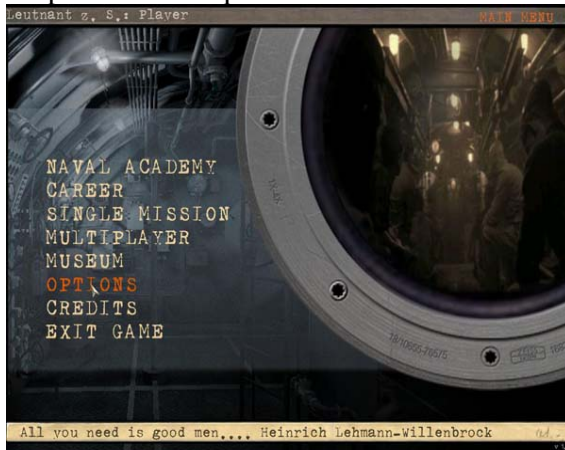 Leutnant z. S.: Player
MAIN MENU
NAVAL ACADEMY
CAREER
SINGLE MISSION
MULTIPLAYER
MUSEUM
OPTIONS
CREDITS
EXIT GAME
All you need is good men.... Heinrich Lehmann-Willenbrock